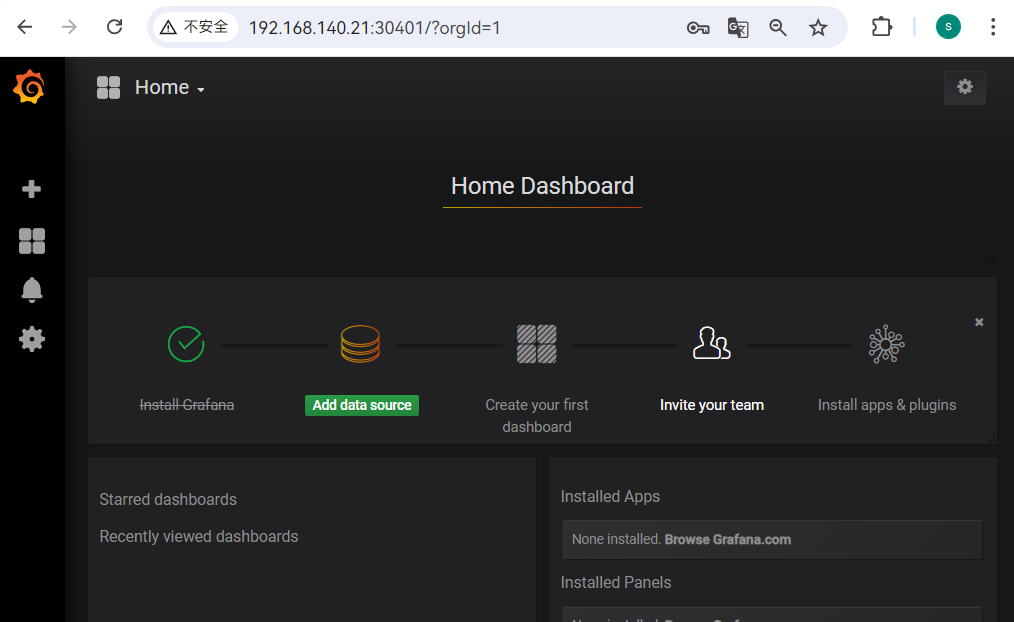 不安全 192.168.140.21:30401/?orgId=1
S
Home
Home Dashboard
Install Grafana
Add data source
Create your first
dashboard
Invite your team
Install apps & plugins
Starred dashboards
Recently viewed dashboards
Installed Apps
None installed. Browse Grafana.com
Installed Panels